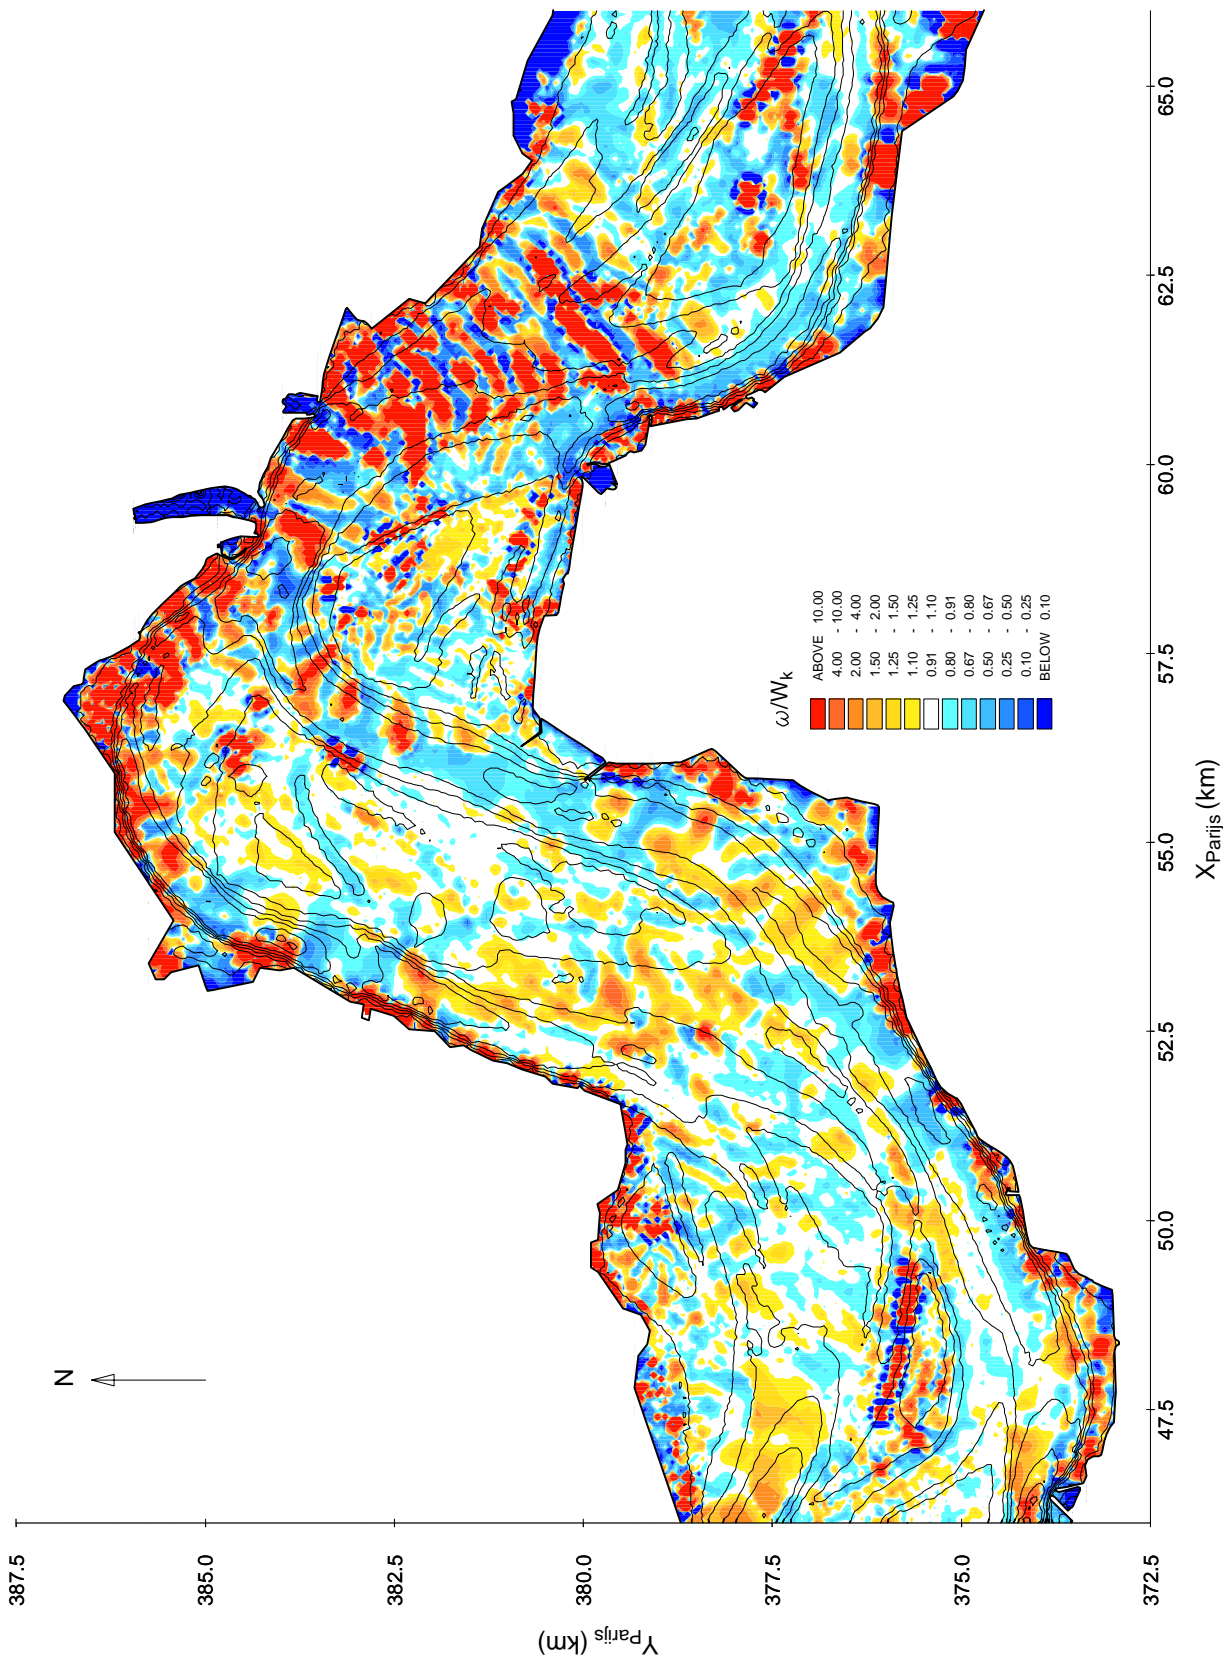 N
387.5
385.0
382.5
380.0
377.5
375.0
372.5
Y_Parijs (km)
47.5
50.0
52.5
55.0
57.5
60.0
62.5
65.0
X_Parijs (km)
ω/W_k
ABOVE 10.00
4.00 - 10.00
2.00 - 4.00
1.50 - 2.00
1.25 - 1.50
1.10 - 1.25
0.91 - 1.10
0.80 - 0.91
0.67 - 0.80
0.50 - 0.67
0.25 - 0.50
0.10 - 0.25
BELOW 0.10